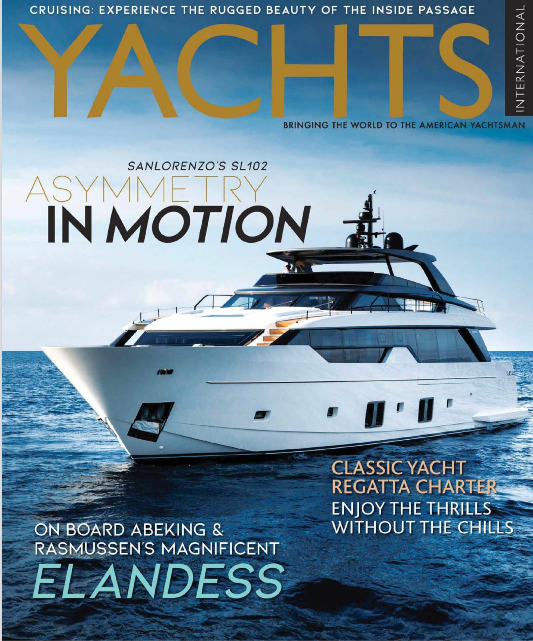 CRUISING: EXPERIENCE THE RUGGED BEAUTY OF THE INSIDE PASSAGE
YACHTS
INTERNATIONAL
BRINGING THE WORLD TO THE AMERICAN YACHTSMAN
SANLORENZO'S SL102
ASYMMETRY
IN MOTION
CLASSIC YACHT
REGATTA CHARTER
ENJOY THE THRILLS
WITHOUT THE CHILLS
ON BOARD ABEKING &
RASMUSSEN'S MAGNIFICENT
ELANDESS